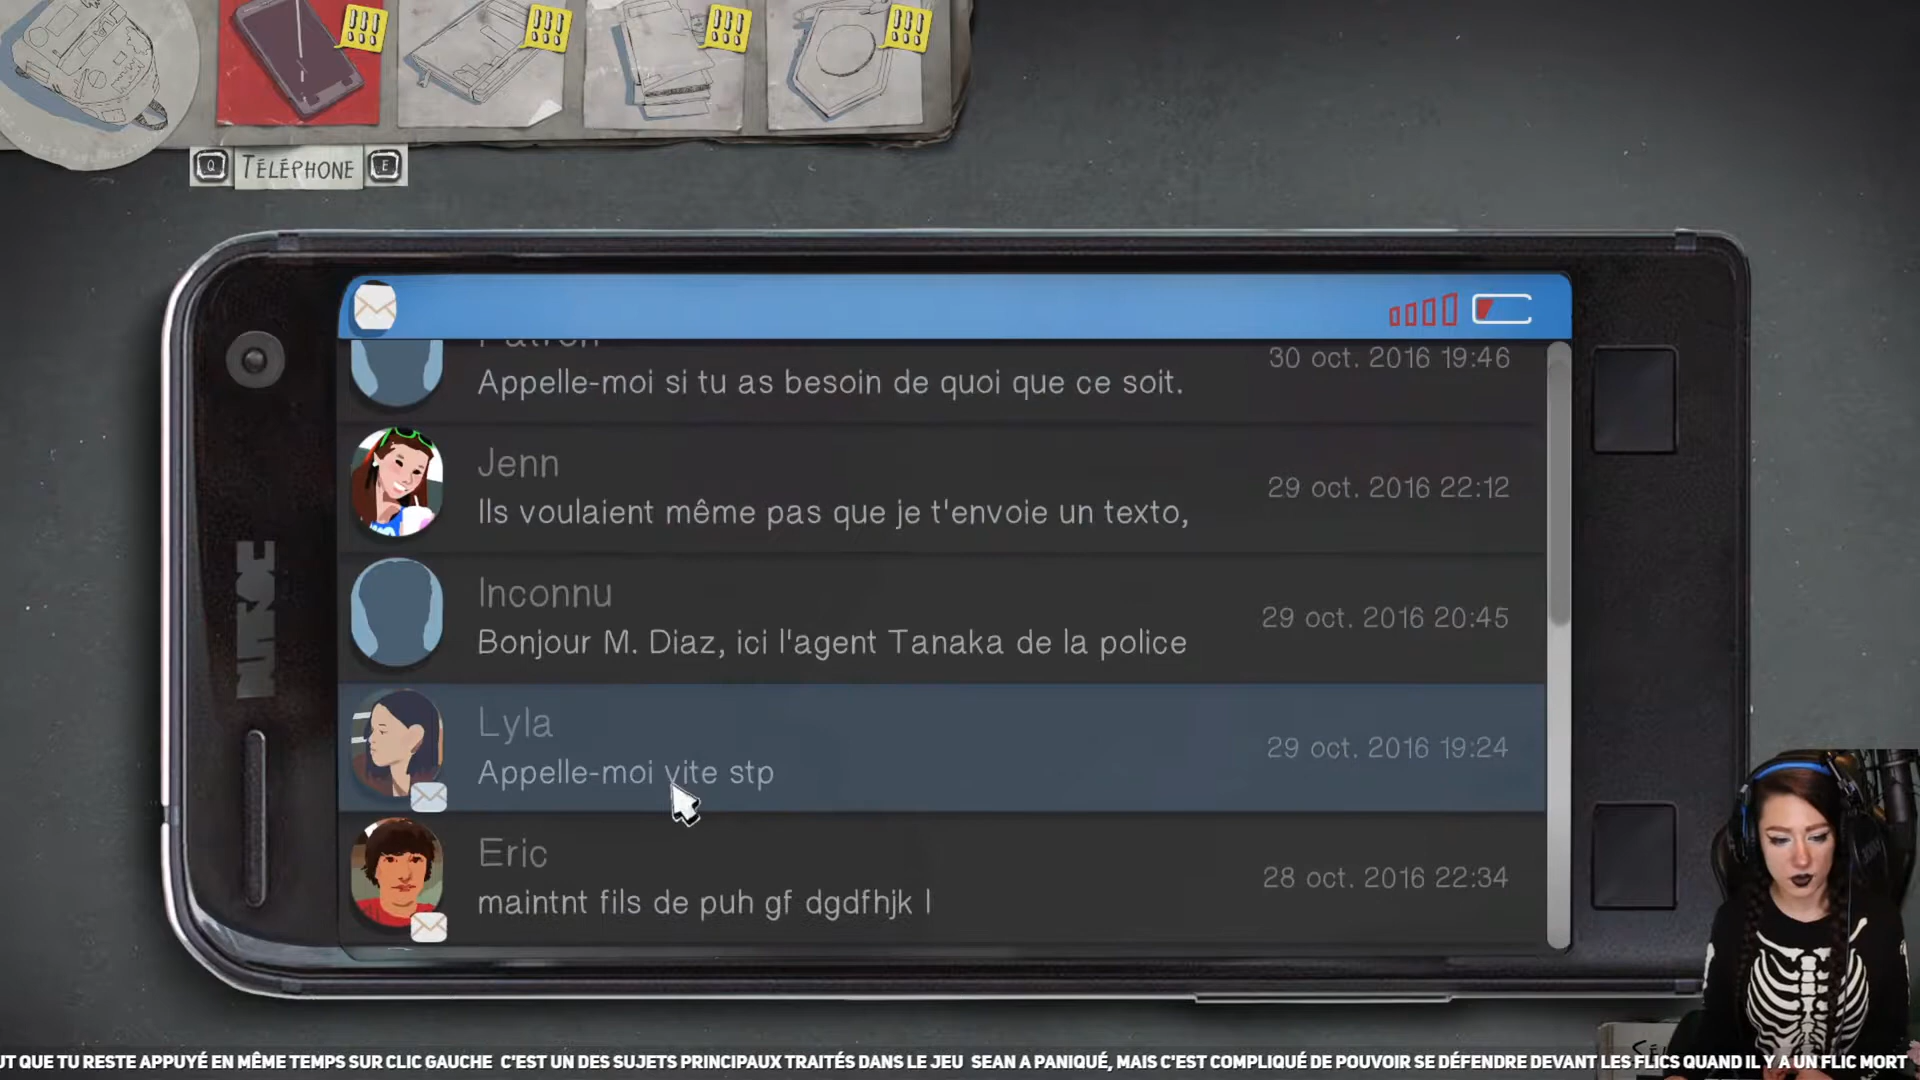 Q TÉLÉPHONE E
Patron
30 oct. 2016 19:46
Appelle-moi si tu as besoin de quoi que ce soit.
Jenn
29 oct. 2016 22:12
Ils voulaient même pas que je t'envoie un texto,
Inconnu
29 oct. 2016 20:45
Bonjour M. Diaz, ici l'agent Tanaka de la police
Lyla
29 oct. 2016 19:24
Appelle-moi vite stp
Eric
28 oct. 2016 22:34
maintnt fils de puh gf dgdfhjk l
UT QUE TU RESTE APPUYÉ EN MÊME TEMPS SUR CLIC GAUCHE C'EST UN DES SUJETS PRINCIPAUX TRAITÉS DANS LE JEU SEAN A PANIQUÉ, MAIS C'EST COMPLIQUÉ DE POUVOIR SE DÉFENDRE DEVANT LES FLICS QUAND IL Y A UN FLIC MORT